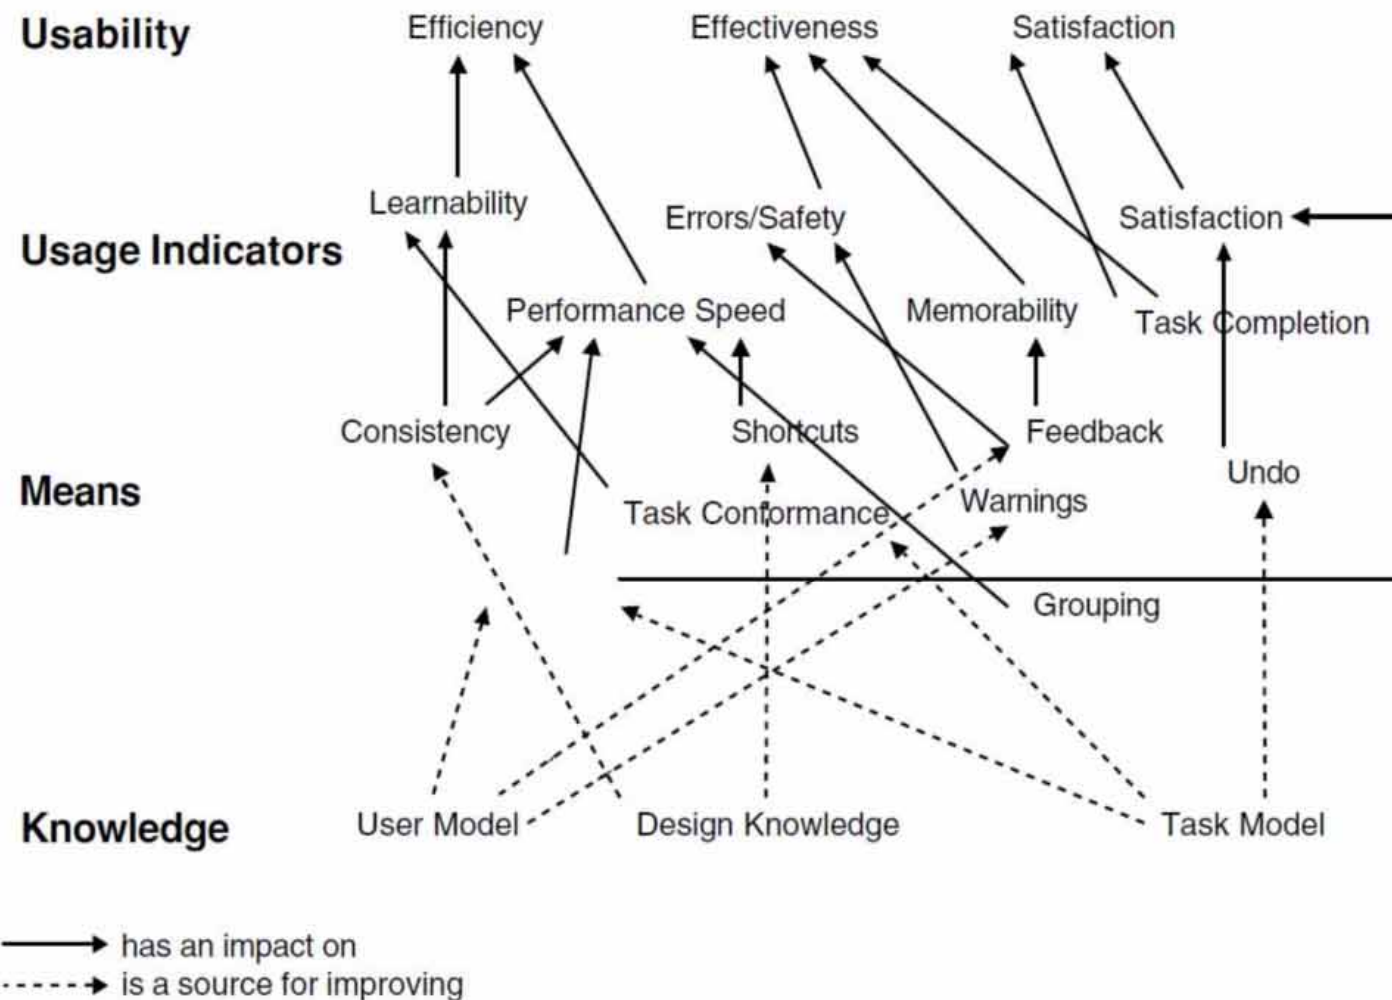 Usability
Efficiency
Effectiveness
Satisfaction
Learnability
Errors/Safety
Satisfaction
Usage Indicators
Performance Speed
Memorability
Task Completion
Consistency
Shortcuts
Feedback
Undo
Means
Task Conformance
Warnings
Grouping
Knowledge
User Model
Design Knowledge
Task Model
has an impact on
is a source for improving